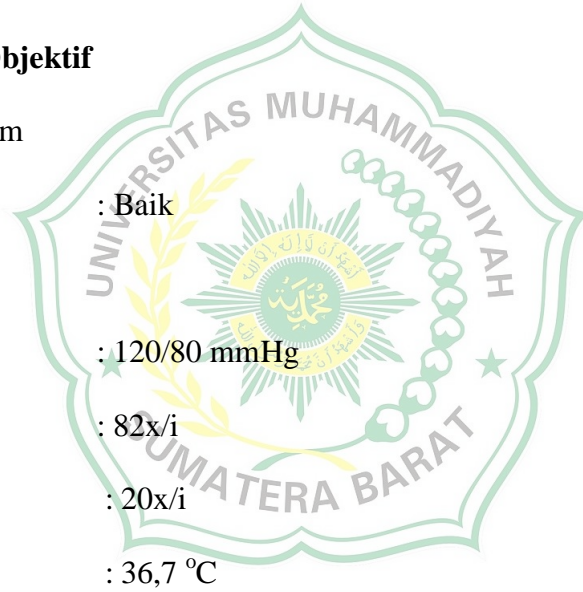 bjektif
m
: Baik
: 120/80 mmHg
: 82x/i
: 20x/i
: 36,7 °C
UNIVERSITAS MUHAMMADIYAH
SUMATERA BARAT